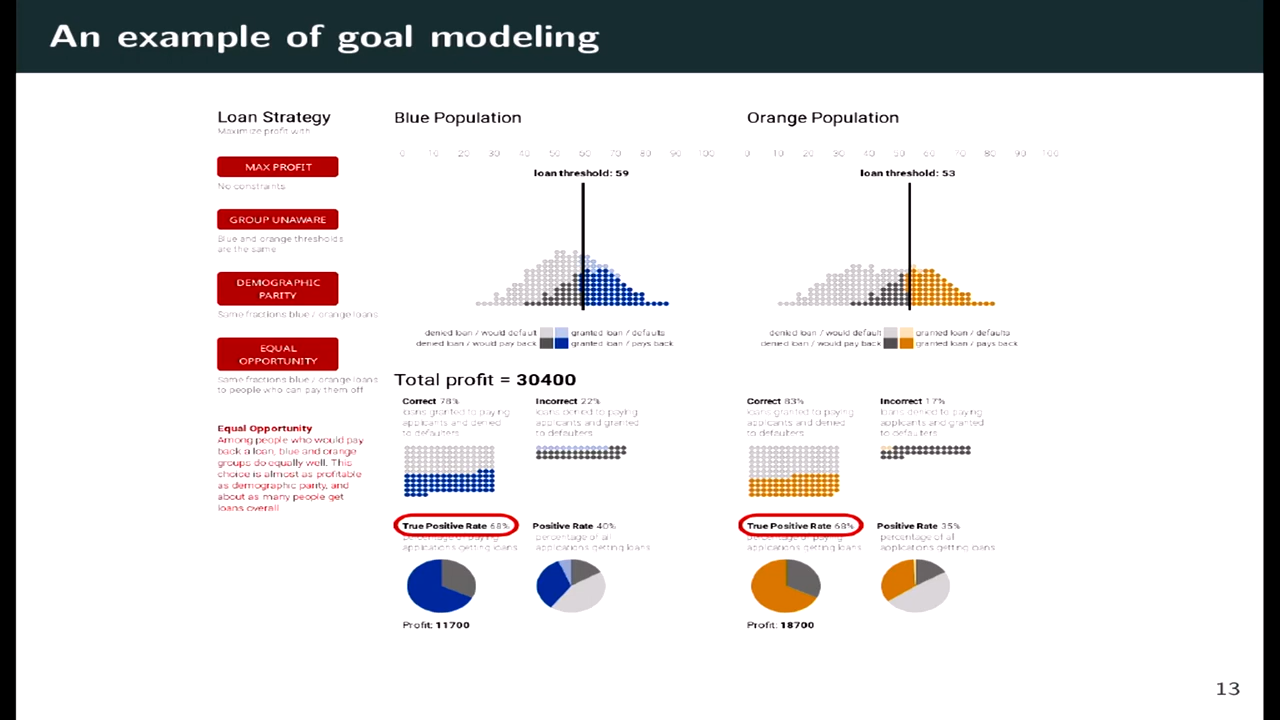 An example of goal modeling
Loan Strategy
Maximize profit with:
MAX PROFIT
No constraints
GROUP UNAWARE
Blue and orange thresholds
are the same
DEMOGRAPHIC
PARITY
Same fractions blue / orange loans
EQUAL
OPPORTUNITY
Same fractions blue / orange loans
to people who can pay them off
Equal Opportunity
Among people who would pay
back a loan, blue and orange
groups do equally well. This
choice is almost as profitable
as demographic parity, and
about as many people get
loans overall.
Blue Population
0 10 20 30 40 50 60 70 80 90 100
loan threshold: 59
denied loan / would default
granted loan / defaults
denied loan / would pay back
granted loan / pays back
Total profit = 30400
Correct 78%
loans granted to paying
applicants and denied
to defaulters
Incorrect 22%
loans denied to paying
applicants and granted
to defaulters
True Positive Rate 68%
percentage of paying
applications getting loans
Positive Rate 40%
percentage of all
applications getting loans
Profit: 11700
Orange Population
0 10 20 30 40 50 60 70 80 90 100
loan threshold: 53
denied loan / would default
granted loan / defaults
denied loan / would pay back
granted loan / pays back
Correct 83%
loans granted to paying
applicants and denied
to defaulters
Incorrect 17%
loans denied to paying
applicants and granted
to defaulters
True Positive Rate 68%
percentage of paying
applications getting loans
Positive Rate 35%
percentage of all
applications getting loans
Profit: 18700
13